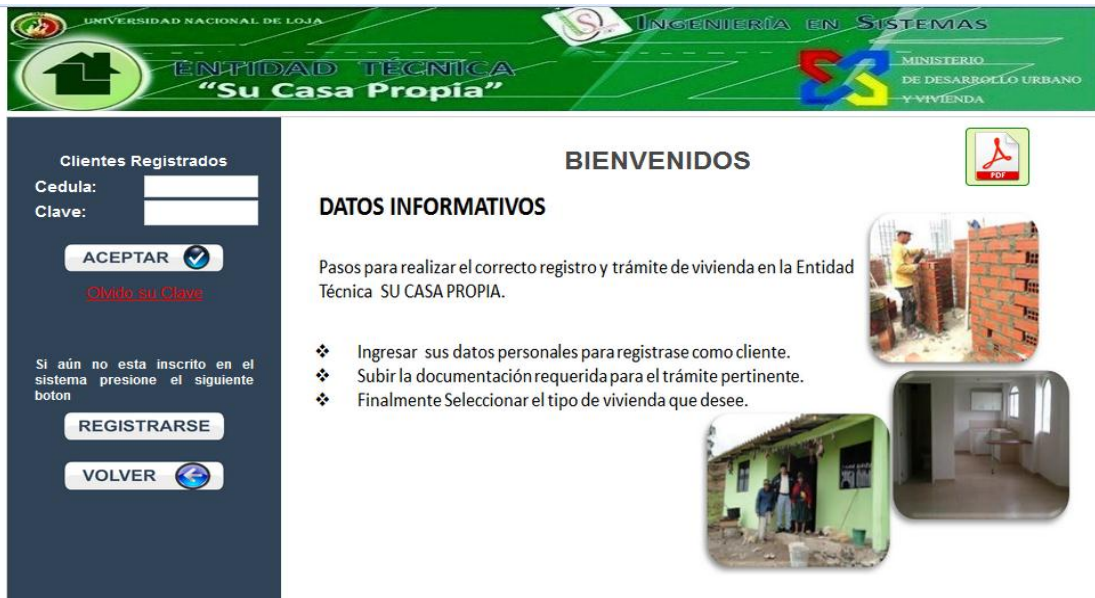 UNIVERSIDAD NACIONAL DE LOJA
INGENIERÍA EN SISTEMAS
ENTIDAD TÉCNICA
"Su Casa Propia"
MINISTERIO
DE DESARROLLO URBANO
Y VIVIENDA
Clientes Registrados
Cedula:
Clave:
ACEPTAR
Olvido su Clave
Si aún no esta inscrito en el
sistema presione el siguiente
boton
REGISTRARSE
VOLVER
BIENVENIDOS
PDF
DATOS INFORMATIVOS
Pasos para realizar el correcto registro y trámite de vivienda en la Entidad
Técnica SU CASA PROPIA.
❖ Ingresar sus datos personales para registrase como cliente.
❖ Subir la documentación requerida para el trámite pertinente.
❖ Finalmente Seleccionar el tipo de vivienda que desee.